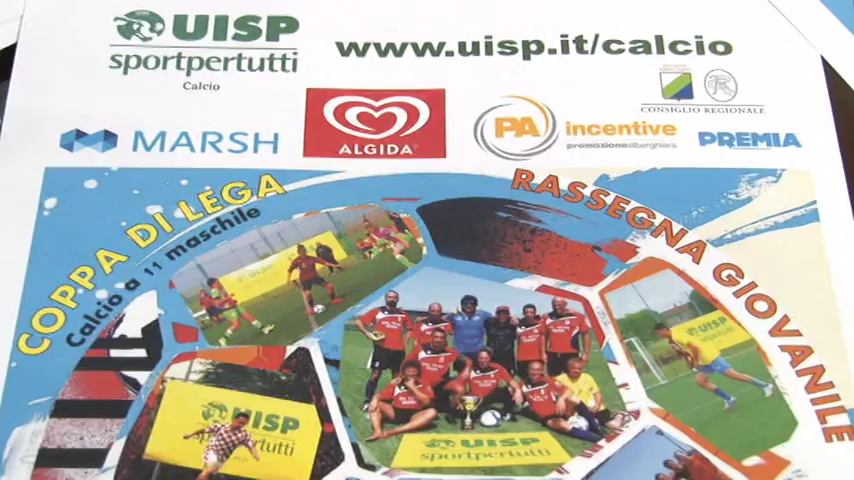 UISP
sportpertutti
Calcio
www.uisp.it/calcio
CONSIGLIO REGIONALE
MARSH
ALGIDA
PA incentive
promozionealberghiera
PREMIA
COPPA DI LEGA
Calcio a 11 maschile
RASSEGNA GIOVANILE
UISP
sportpertutti
UISP
sportpertutti
UISP
sportpertutti